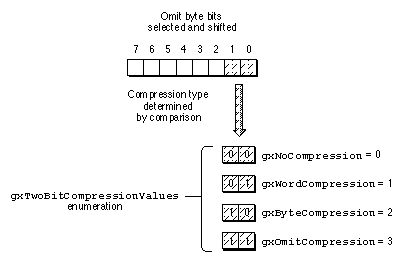 Omit byte bits
selected and shifted
7 6 5 4 3 2 1 0
Compression type
determined
by comparison
0 0 gxNoCompression = 0
0 1 gxWordCompression = 1
gxTwoBitCompressionValues
enumeration
1 0 gxByteCompression = 2
1 1 gxOmitCompression = 3